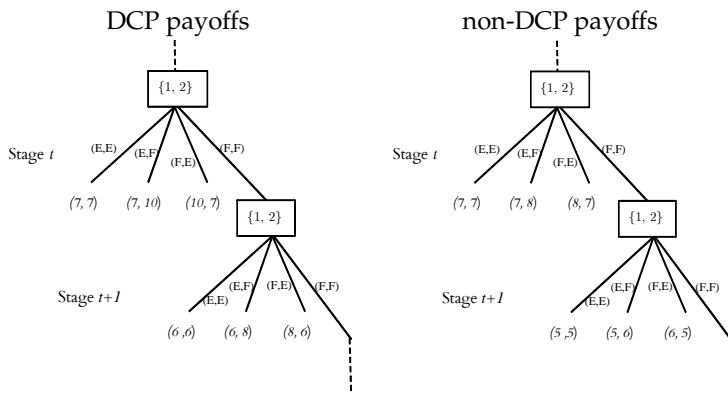 DCP payoffs
{1, 2}
Stage t
(E,E)
(E,F)
(F,E)
(F,F)
(7, 7)
(7, 10)
(10, 7)
{1, 2}
Stage t+1
(E,E)
(E,F)
(F,E)
(F,F)
(6 ,6)
(6, 8)
(8, 6)
non-DCP payoffs
{1, 2}
Stage t
(E,E)
(E,F)
(F,E)
(F,F)
(7, 7)
(7, 8)
(8, 7)
{1, 2}
Stage t+1
(E,E)
(E,F)
(F,E)
(F,F)
(5 ,5)
(5, 6)
(6, 5)